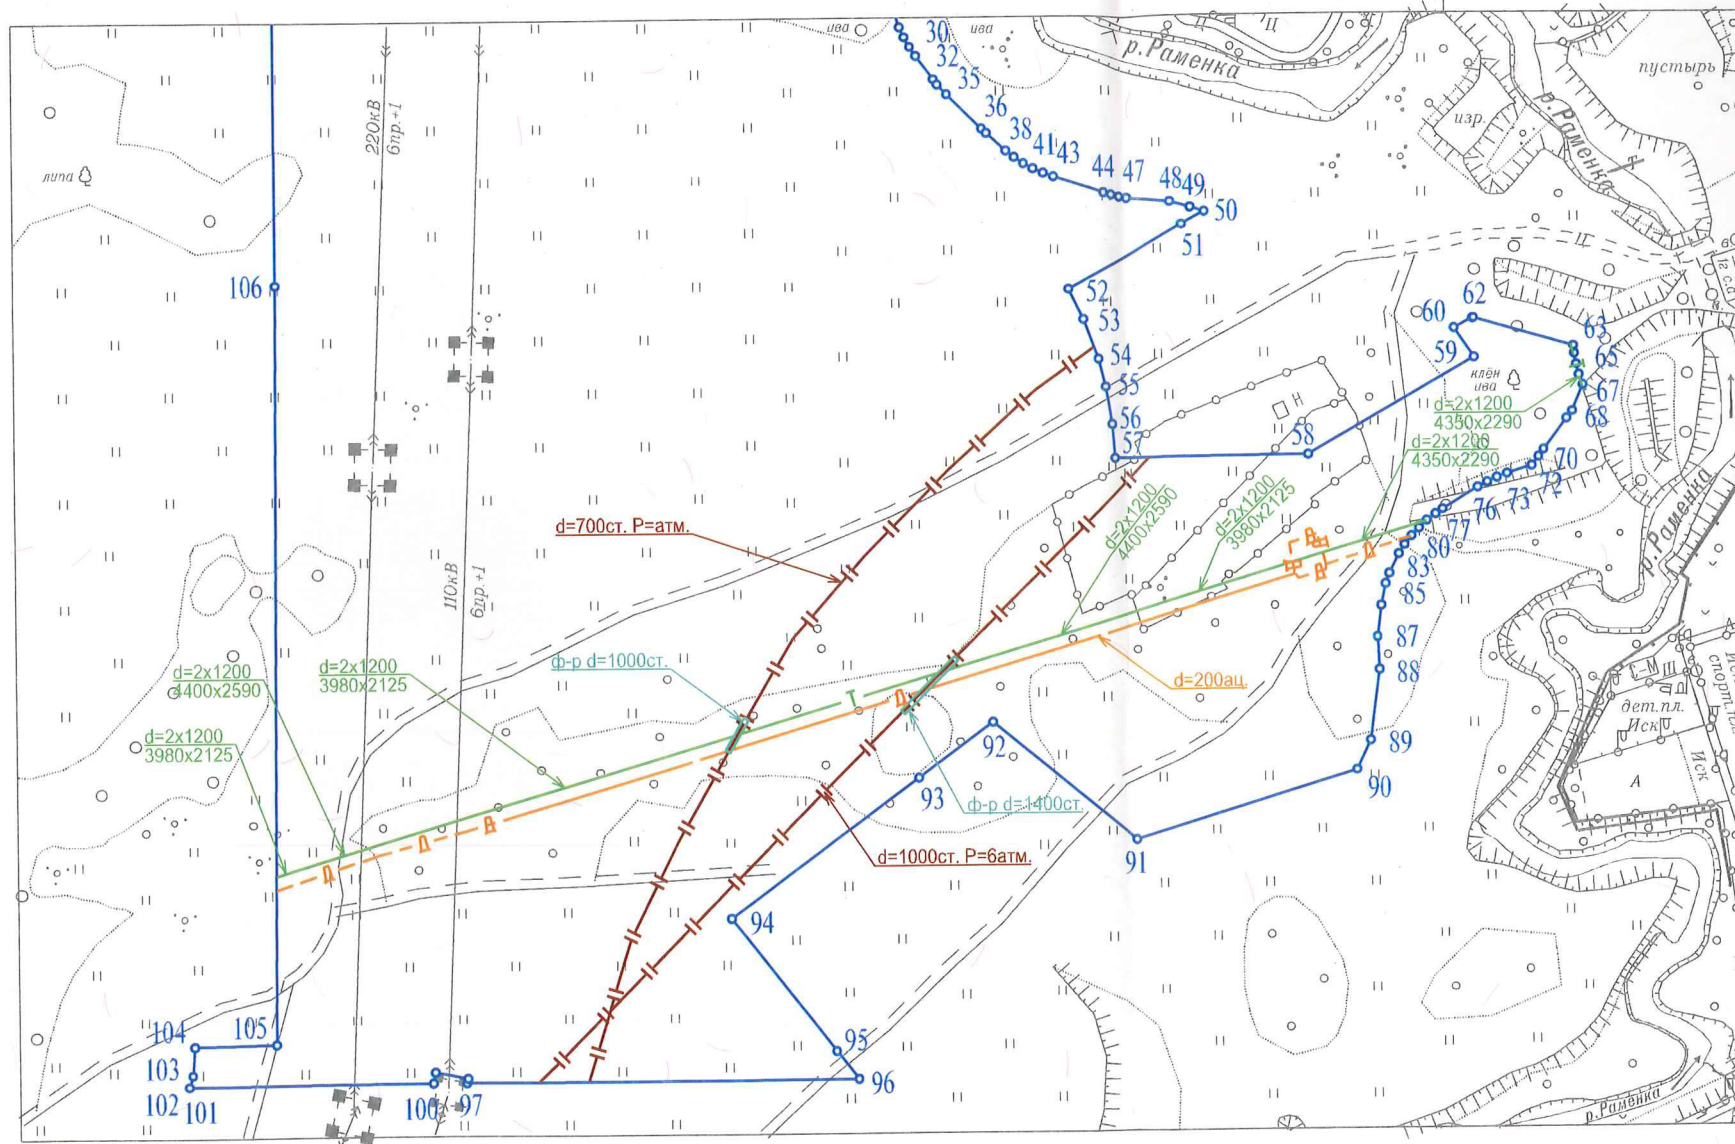 30
32
35
36
38
41
43
44
47
48
49
50
51
52
53
54
55
56
57
58
59
60
62
63
65
67
68
70
72
73
76
77
80
83
85
87
88
89
90
91
92
93
94
95
96
97
100
101
102
103
104
105
106
ива
ива
Ц
р.Раменка
р.Раменка
пустырь
изр.
Т
липа
220кВ
6пр.+1
110кВ
6пр.+1
П
Н
клён
ива
d=2x1200
4350x2290
d=2x1200
4350x2290
d=2x1200
4400x2590
d=2x1200
3980x2125
d=700ст. Р=атм.
d=2x1200
4400x2590
d=2x1200
3980x2125
ф-р d=1000ст.
d=200ац.
d=2x1200
3980x2125
ф-р d=1400ст.
d=1000ст. Р=6атм.
Т
р.Раменка
дет.пл.
Иск
А
Иск
р.Раменка